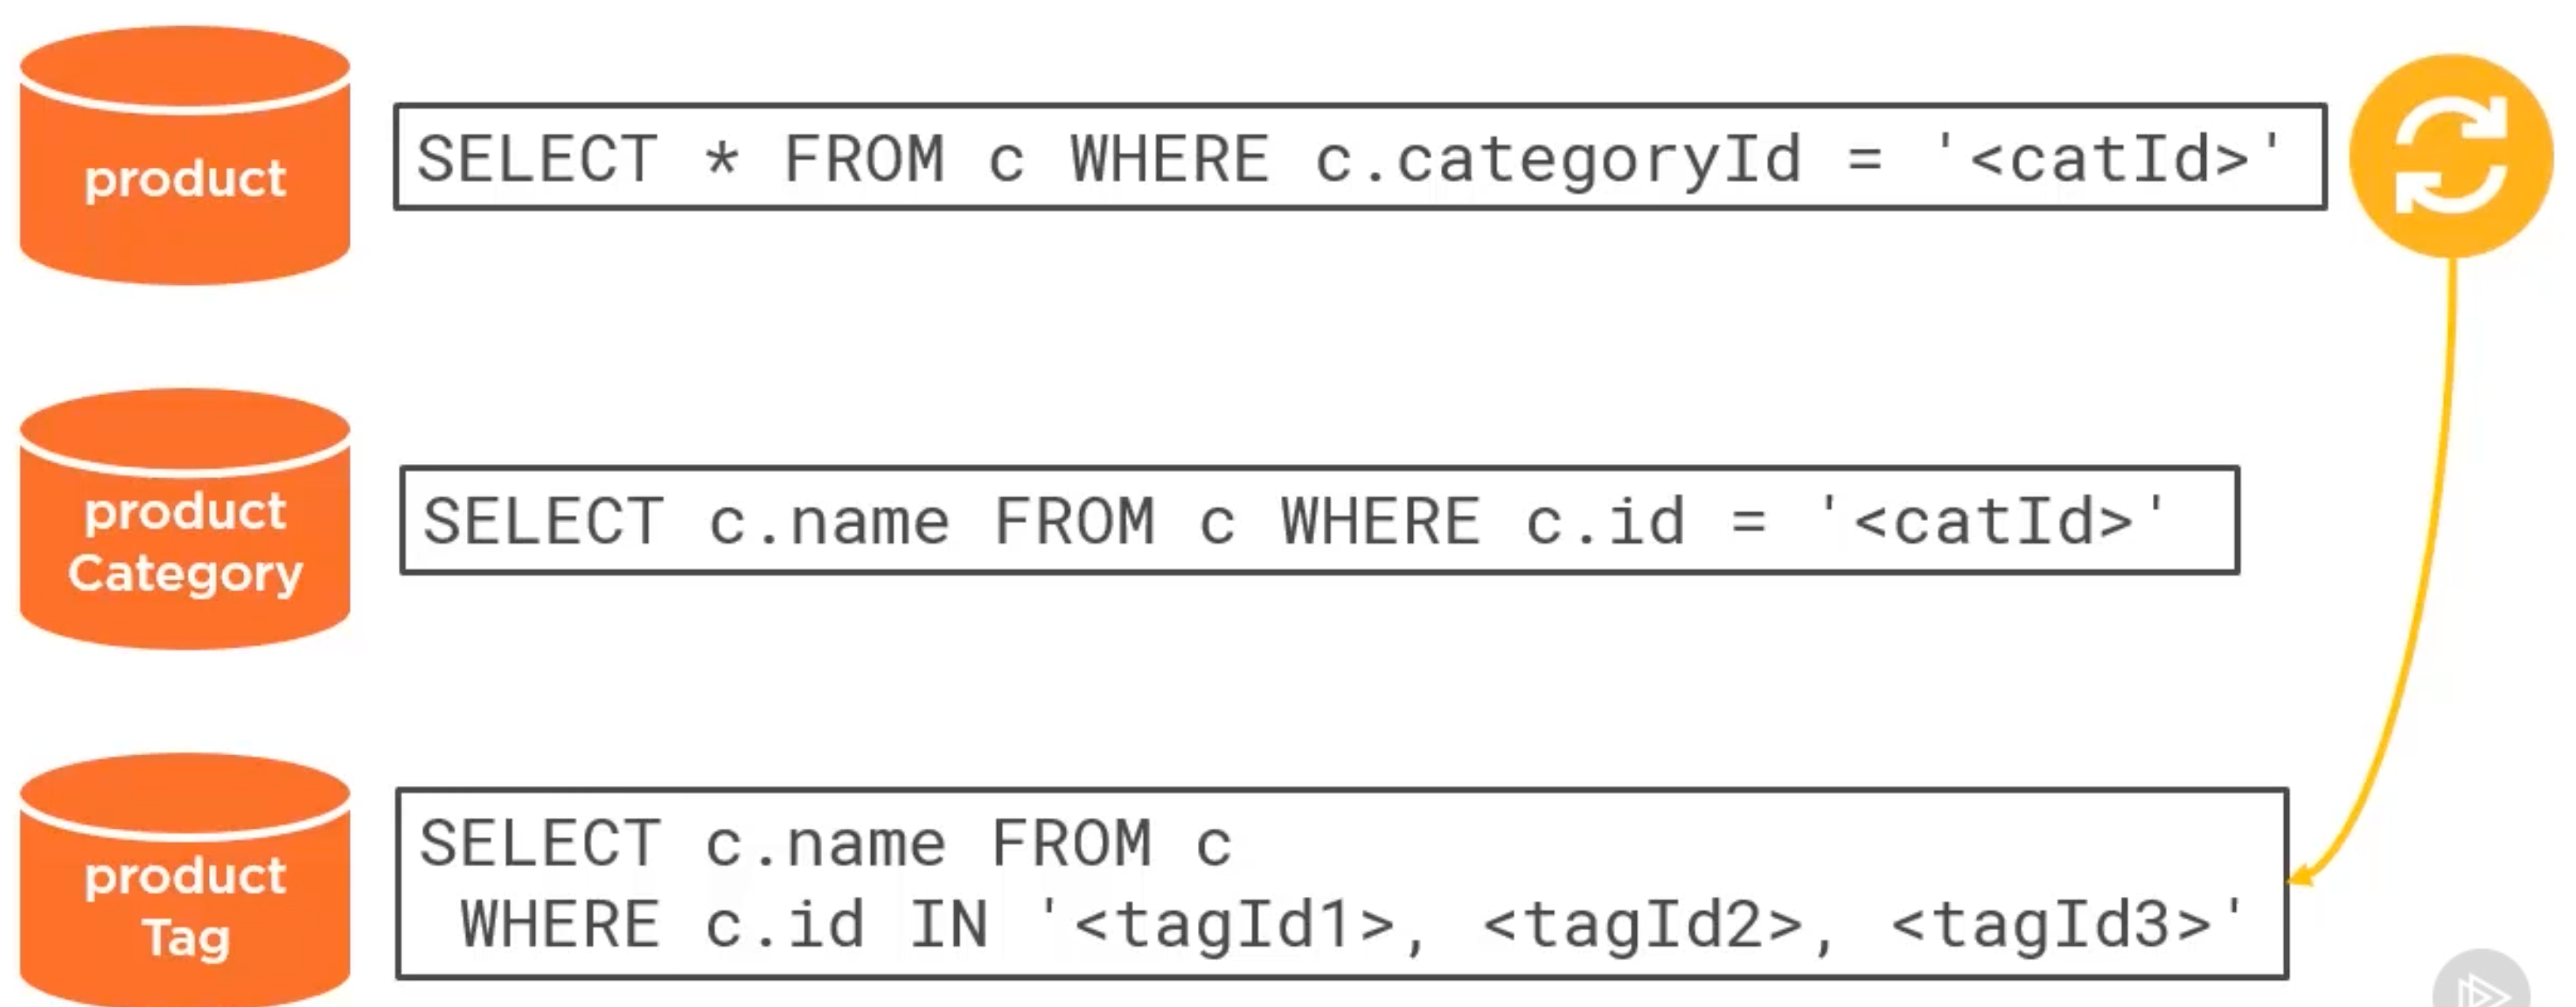 product
SELECT * FROM c WHERE c.categoryId = '<catId>'
product
Category
SELECT c.name FROM c WHERE c.id = '<catId>'
product
Tag
SELECT c.name FROM c
WHERE c.id IN '<tagId1>, <tagId2>, <tagId3>'